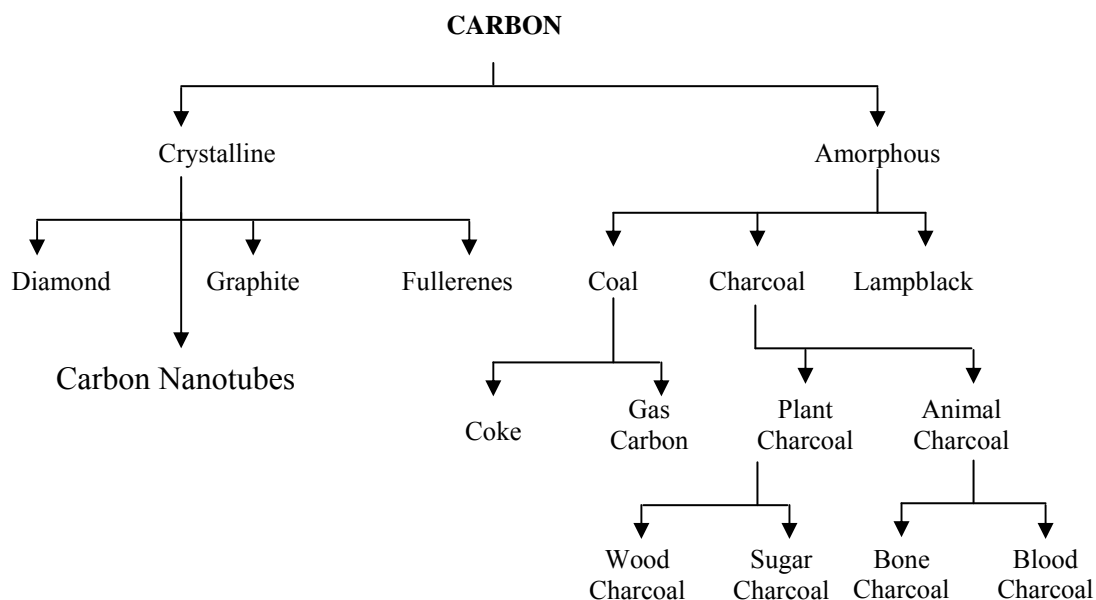 CARBON
Crystalline
Amorphous
Diamond
Graphite
Fullerenes
Coal
Charcoal
Lampblack
Carbon Nanotubes
Coke
Gas
Carbon
Plant
Charcoal
Animal
Charcoal
Wood
Charcoal
Sugar
Charcoal
Bone
Charcoal
Blood
Charcoal